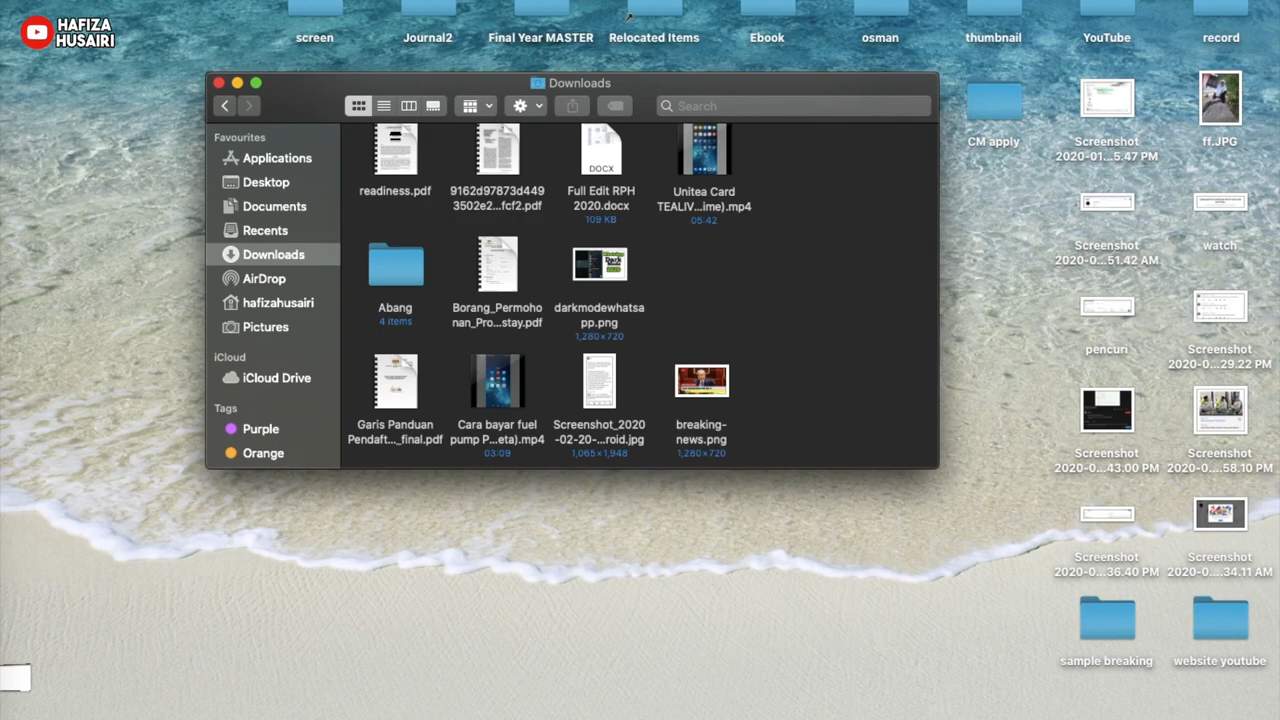 HAFIZA
HUSAIRI
screen
Journal2
Final Year MASTER
Relocated Items
Ebook
osman
thumbnail
YouTube
record
Downloads
Search
Favourites
Applications
Desktop
Documents
Recents
Downloads
AirDrop
hafizahusairi
Pictures
iCloud
iCloud Drive
Tags
Purple
Orange
readiness.pdf
9162d97873d449
3502e2...fcf2.pdf
DOCX
Full Edit RPH
2020.docx
109 KB
Unitea Card
TEALIV...ime).mp4
05:42
Abang
4 items
Borang_Permoho
nan_Pro...stay.pdf
Dark
Mode
2020
darkmodewhatsa
pp.png
1,280×720
Garis Panduan
Pendaft..._final.pdf
Cara bayar fuel
pump P...eta).mp4
03:09
Screenshot_2020
-02-20-...roid.jpg
1,065×1,948
breaking-
news.png
1,280×720
CM apply
Screenshot
2020-01...5.47 PM
ff.JPG
Screenshot
2020-0...51.42 AM
watch
pencuri
Screenshot
2020-0...29.22 PM
Screenshot
2020-0...43.00 PM
Screenshot
2020-0....58.10 PM
Screenshot
2020-0...36.40 PM
Screenshot
2020-0....34.11 AM
sample breaking
website youtube